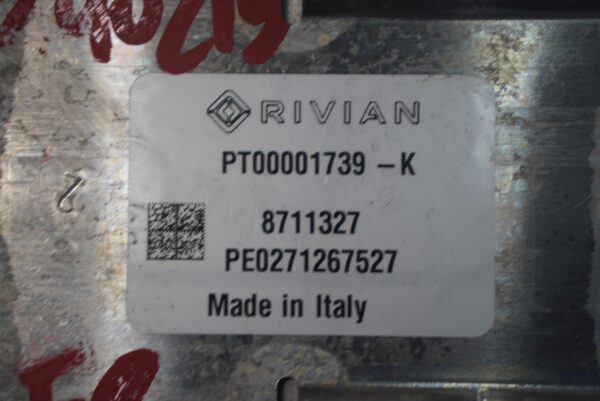 RIVIAN
PT00001739 – K
8711327
PE0271267527
Made in Italy